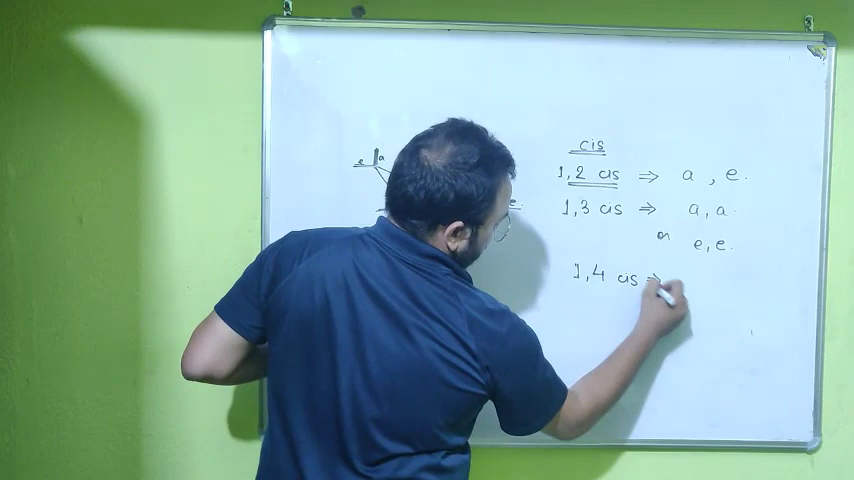 cis
1,2 cis ⇒ a , e.
1,3 cis ⇒ a, a.
or e, e.
1,4 cis ⇒
e a
e.